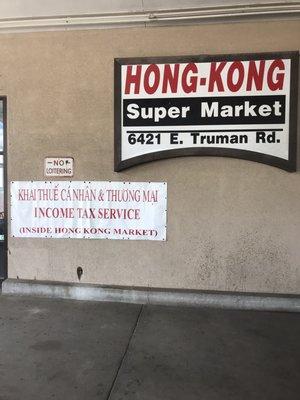 HONG-KONG
Super Market
6421 E. Truman Rd.
NO
LOITERING
KHAI THUẾ CÁ NHÂN & THƯƠNG MẠI
INCOME TAX SERVICE
(INSIDE HONG KONG MARKET)